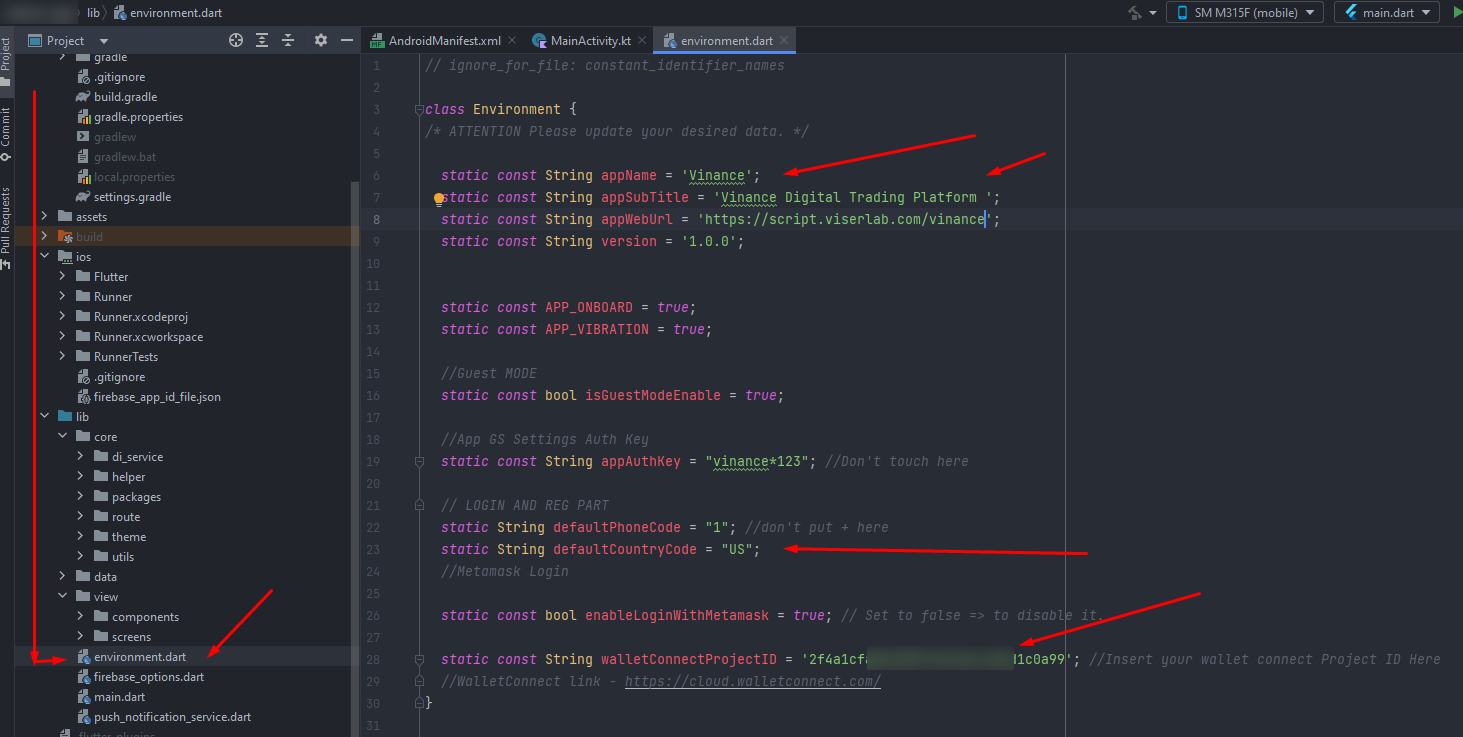 lib environment.dart
SM M315F (mobile) main.dart
Project
AndroidManifest.xml MainActivity.kt environment.dart
Project
Commit
Pull Requests
gradle
.gitignore
build.gradle
gradle.properties
gradlew
gradlew.bat
local.properties
settings.gradle
assets
build
ios
Flutter
Runner
Runner.xcodeproj
Runner.xcworkspace
RunnerTests
.gitignore
firebase_app_id_file.json
lib
core
di_service
helper
packages
route
theme
utils
data
view
components
screens
environment.dart
firebase_options.dart
main.dart
push_notification_service.dart
.flutter-plugins
1 // ignore_for_file: constant_identifier_names
2
3 class Environment {
4 /* ATTENTION Please update your desired data. */
5
6 static const String appName = 'Vinance';
7 static const String appSubTitle = 'Vinance Digital Trading Platform ';
8 static const String appWebUrl = 'https://script.viserlab.com/vinance';
9 static const String version = '1.0.0';
10
11
12 static const APP_ONBOARD = true;
13 static const APP_VIBRATION = true;
14
15 //Guest MODE
16 static const bool isGuestModeEnable = true;
17
18 //App GS Settings Auth Key
19 static const String appAuthKey = "vinance*123"; //Don't touch here
20
21 // LOGIN AND REG PART
22 static String defaultPhoneCode = "1"; //don't put + here
23 static String defaultCountryCode = "US";
24 //Metamask Login
25
26 static const bool enableLoginWithMetamask = true; // Set to false => to disable it.
27
28 static const String walletConnectProjectID = '2f4a1cfa d1c0a99'; //Insert your wallet connect Project ID Here
29 //WalletConnect link - https://cloud.walletconnect.com/
30 }
31